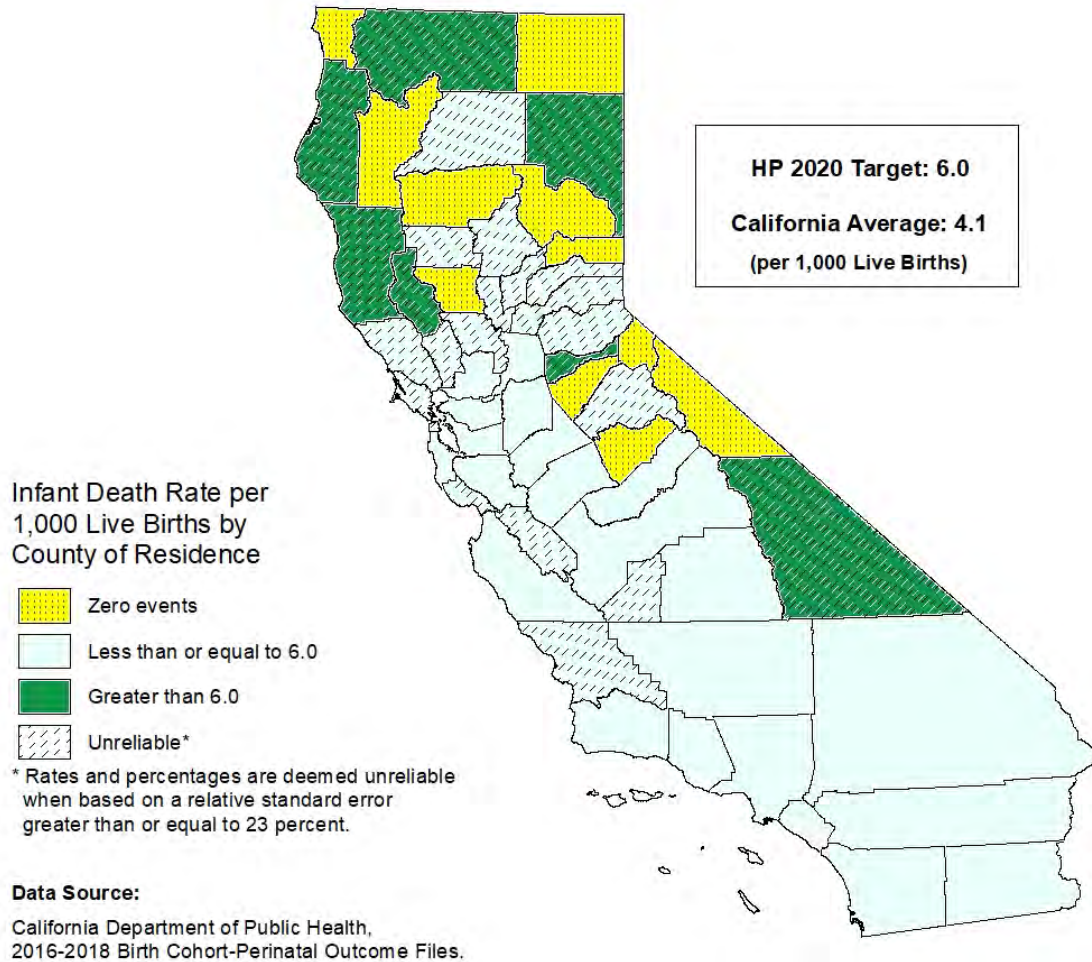 HP 2020 Target: 6.0
California Average: 4.1
(per 1,000 Live Births)
Infant Death Rate per
1,000 Live Births by
County of Residence
Zero events
Less than or equal to 6.0
Greater than 6.0
Unreliable*
* Rates and percentages are deemed unreliable
when based on a relative standard error
greater than or equal to 23 percent.
Data Source:
California Department of Public Health,
2016-2018 Birth Cohort-Perinatal Outcome Files.